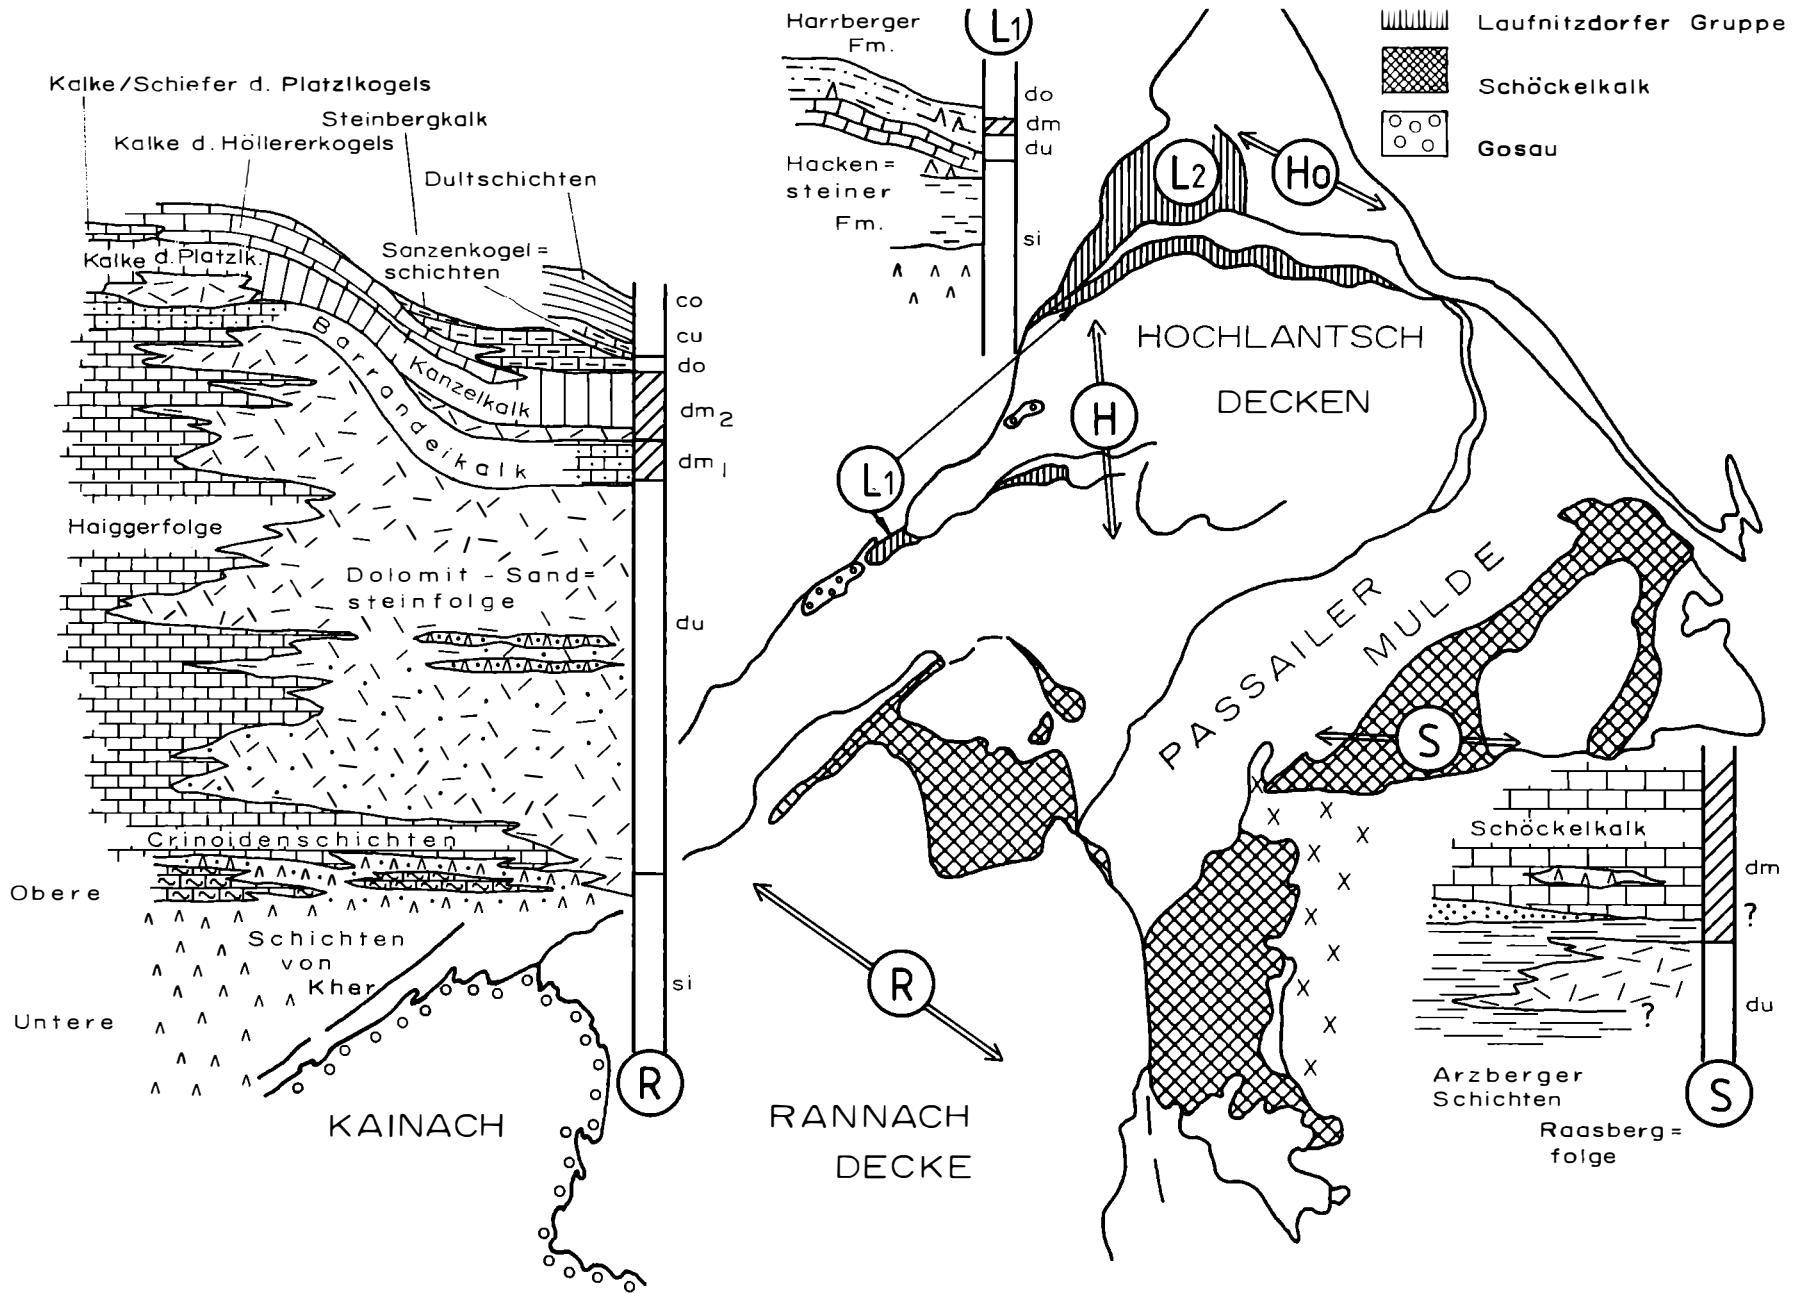 Kalke/Schiefer d. Platzlkogels
Steinbergkalk
Kalke d. Höllererkogels
Dultschichten
Sanzenkogel=
schichten
Kalke d. Platzlk.
Barrandeikalk
Kanzelkalk
Haiggerfolge
Dolomit - Sand=
steinfolge
Crinoidenschichten
Obere
Schichten
von
Kher
Untere
co
cu
do
dm2
dm1
du
si
R
KAINACH
Harrberger
Fm.
L1
do
dm
du
Hacken=
steiner
Fm.
si
Laufnitzdorfer Gruppe
Schöckelkalk
Gosau
L2
Ho
HOCHLANTSCH
DECKEN
H
L1
PASSAILER
MULDE
S
R
RANNACH
DECKE
Schöckelkalk
dm
?
du
?
Arzberger
Schichten
S
Raasberg=
folge